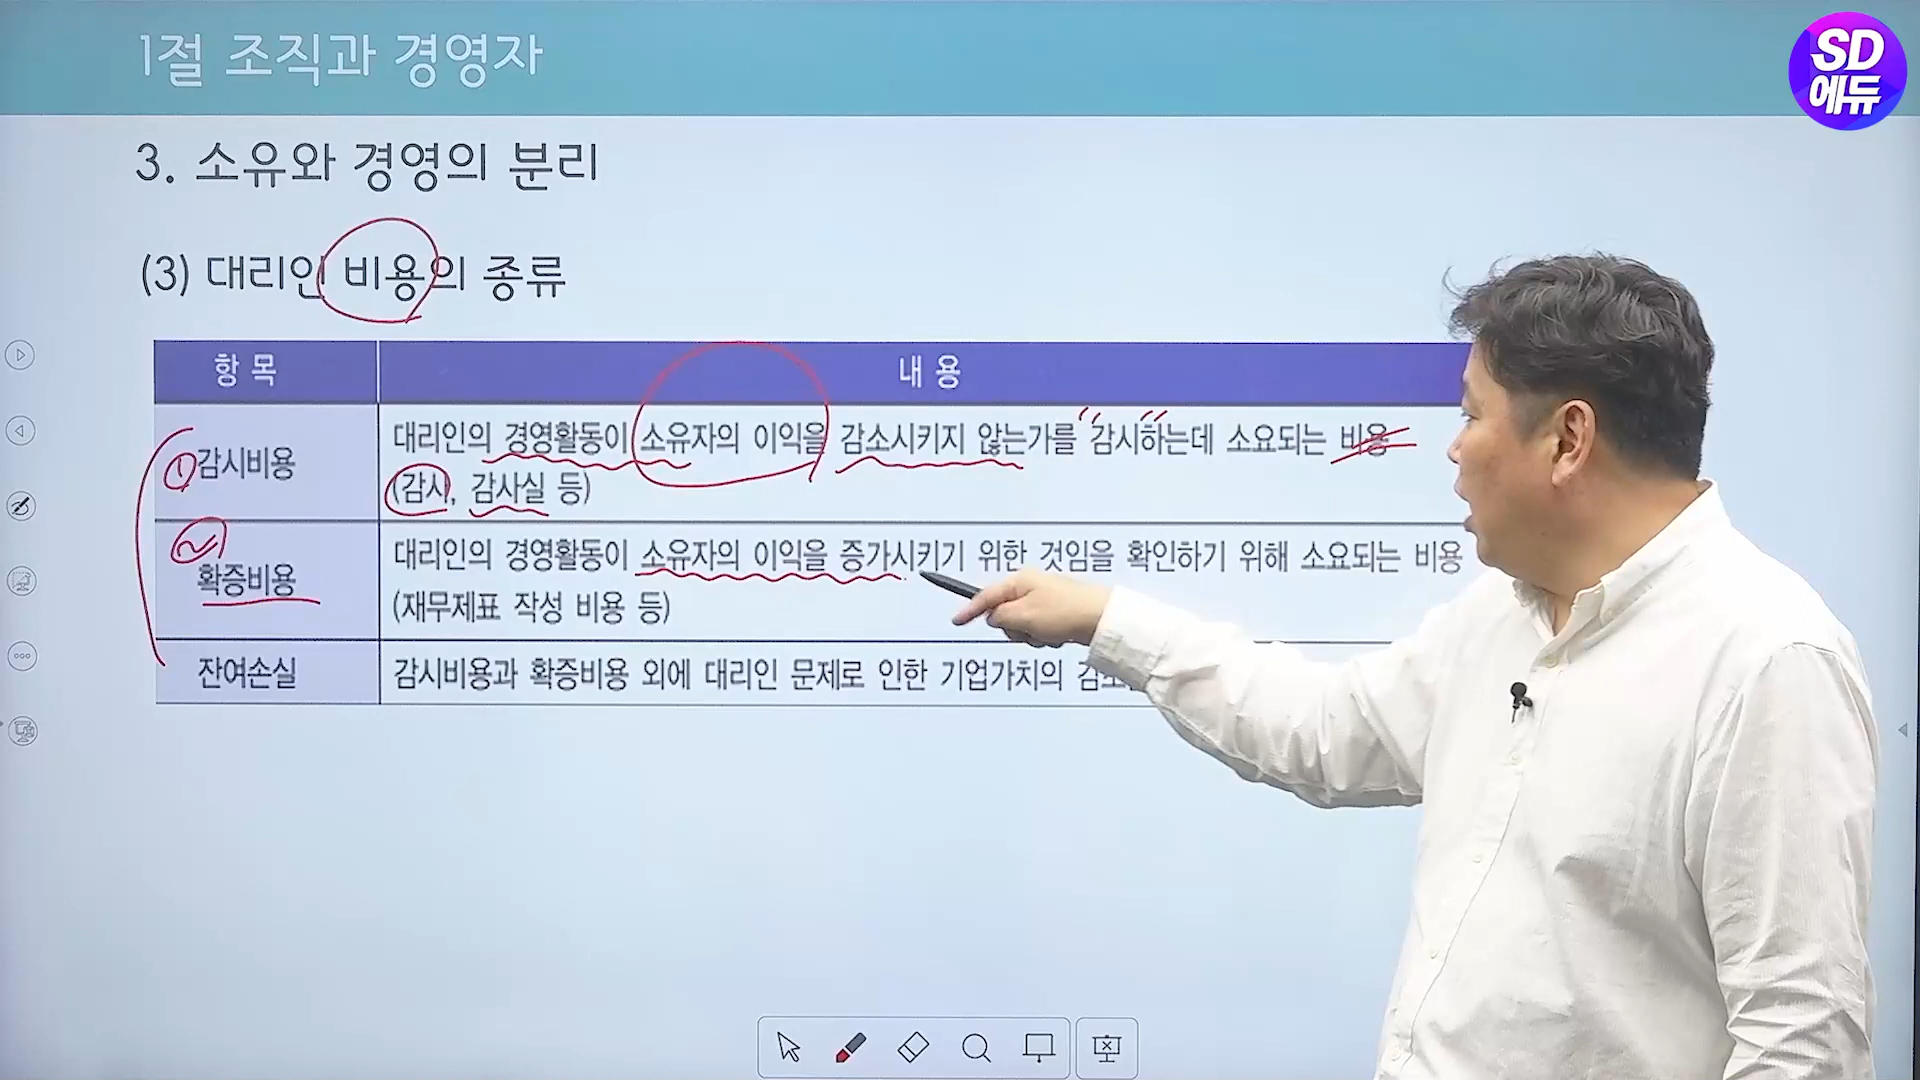 1절 조직과 경영자
SD
에듀
3. 소유와 경영의 분리
(3) 대리인 비용의 종류
항 목
내 용
① 감시비용
대리인의 경영활동이 소유자의 이익을 감소시키지 않는가를 감시하는데 소요되는 비용
(감시, 감사실 등)
확증비용
대리인의 경영활동이 소유자의 이익을 증가시키기 위한 것임을 확인하기 위해 소요되는 비용
(재무제표 작성 비용 등)
잔여손실
감시비용과 확증비용 외에 대리인 문제로 인한 기업가치의